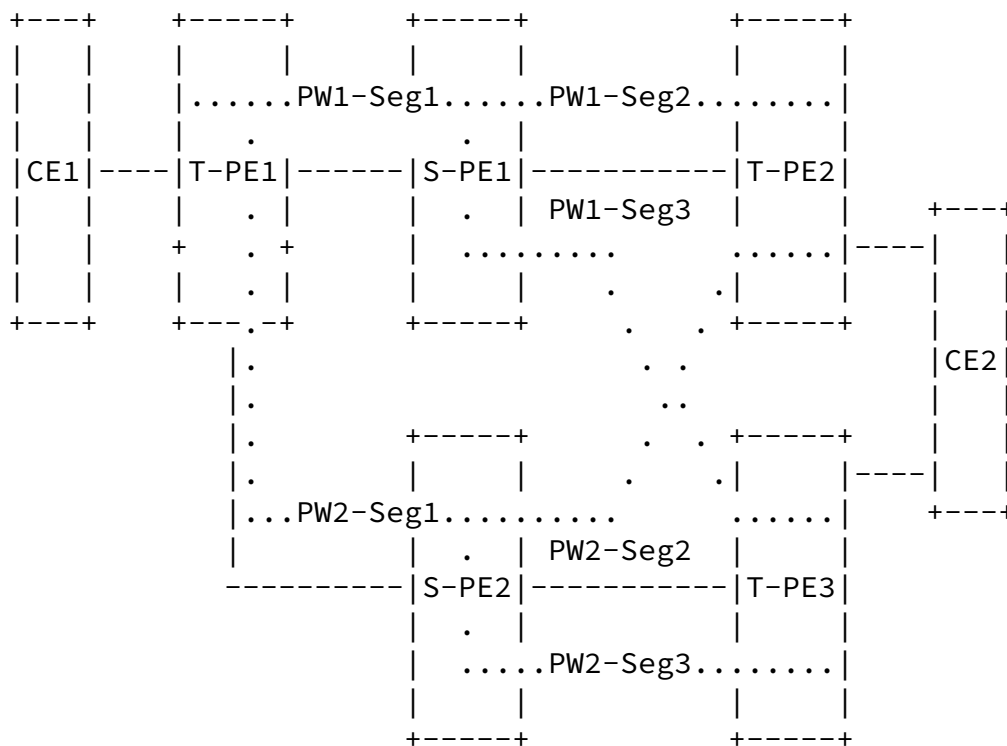 PW1-Seg1 PW1-Seg2
CE1 T-PE1 S-PE1 T-PE2
PW1-Seg3
CE2
PW2-Seg1
PW2-Seg2
S-PE2 T-PE3
PW2-Seg3